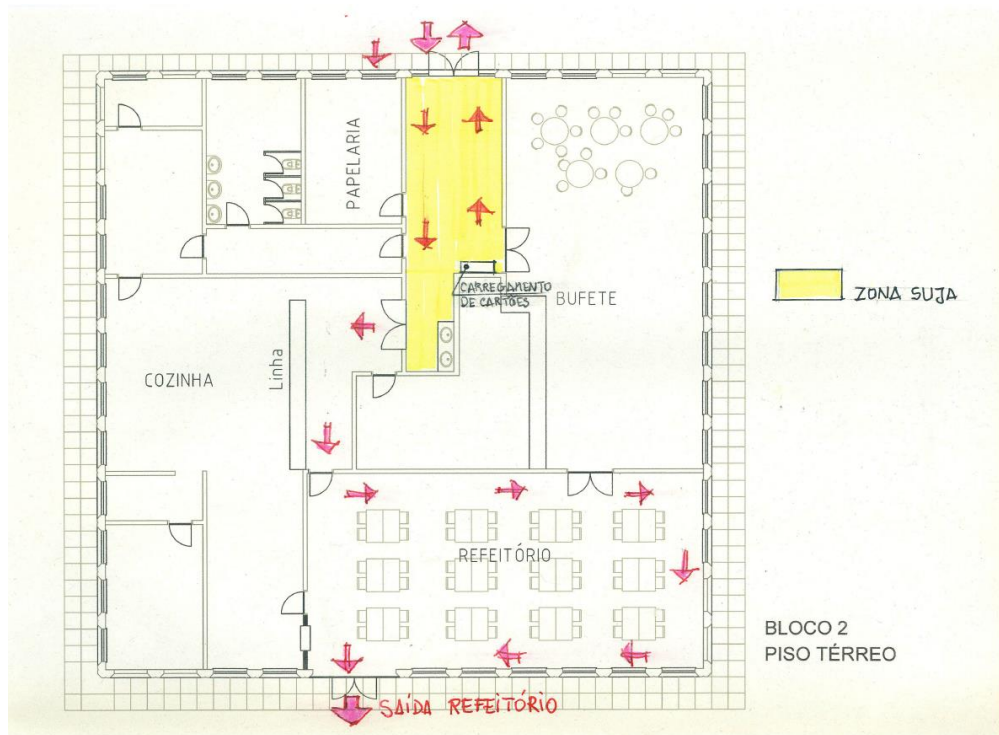 PAPELARIA
CARREGAMENTO
DE CARTÕES
BUFETE
ZONA SUJA
COZINHA
Linha
REFEITÓRIO
BLOCO 2
PISO TÉRREO
SAÍDA REFEITÓRIO